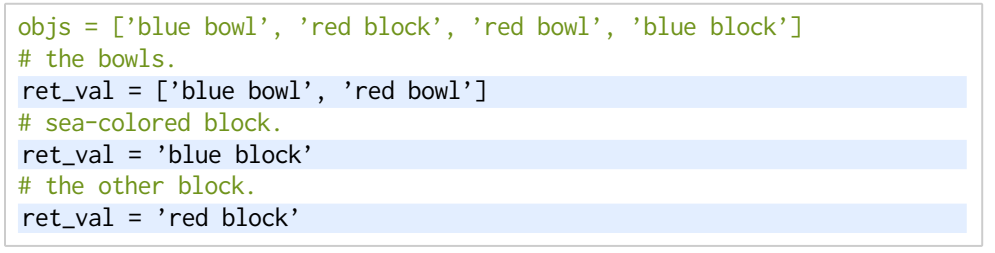 objs = [’blue bowl’, ’red block’, ’red bowl’, ’blue block’]
# the bowls.
ret_val = [’blue bowl’, ’red bowl’]
# sea-colored block.
ret_val = ’blue block’
# the other block.
ret_val = ’red block’